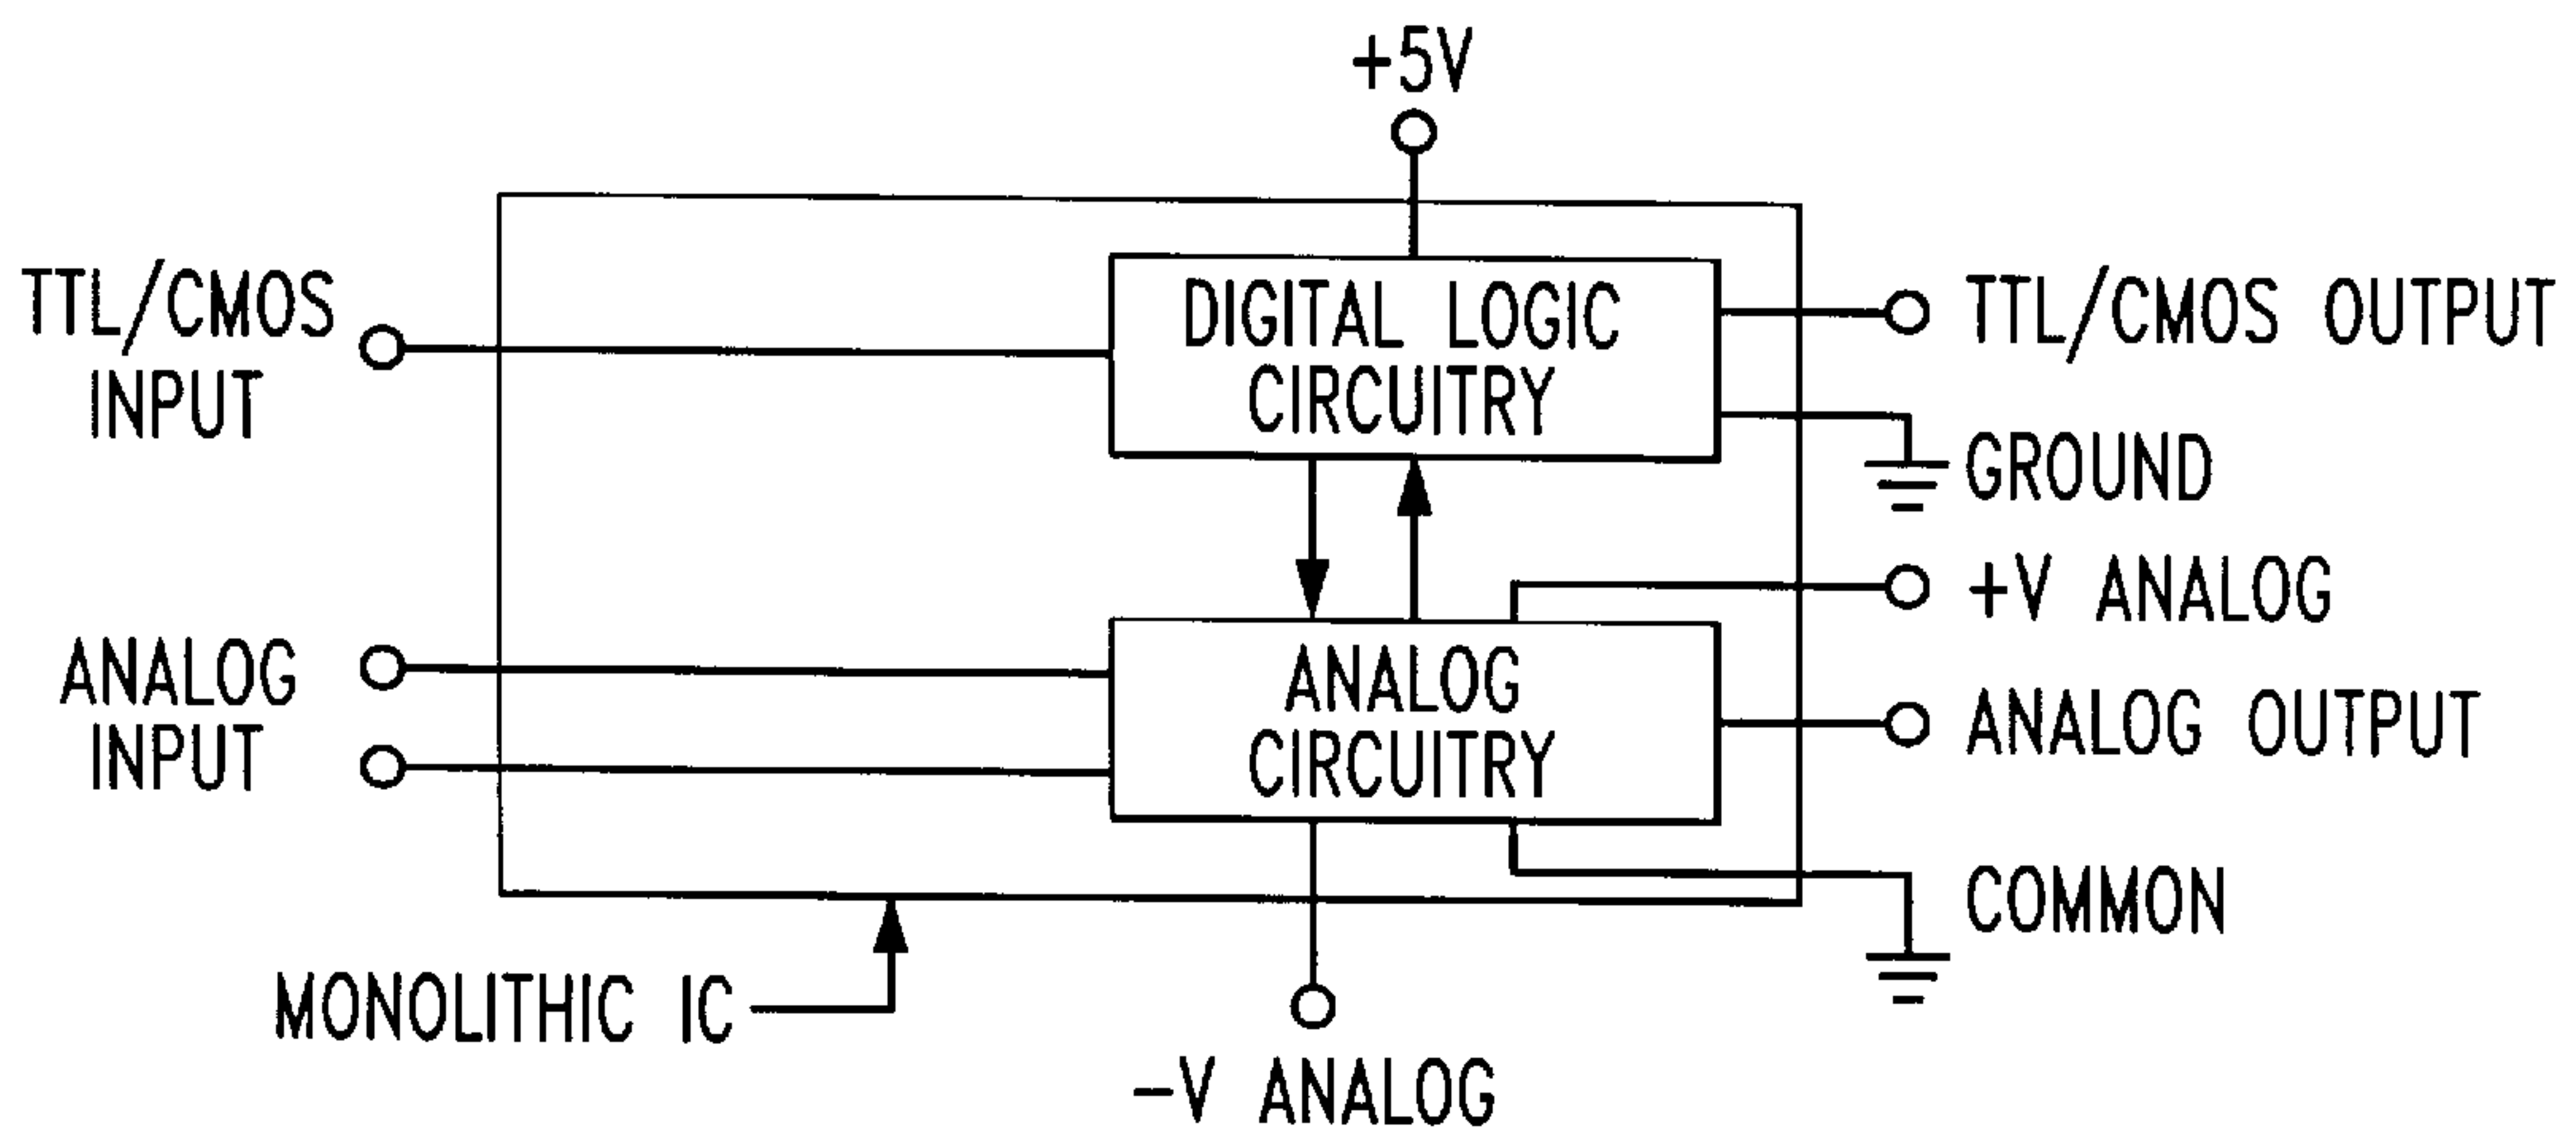 +5V
TTL/CMOS
INPUT
DIGITAL LOGIC
CIRCUITRY
TTL/CMOS OUTPUT
GROUND
+V ANALOG
ANALOG
INPUT
ANALOG
CIRCUITRY
ANALOG OUTPUT
COMMON
MONOLITHIC IC
-V ANALOG